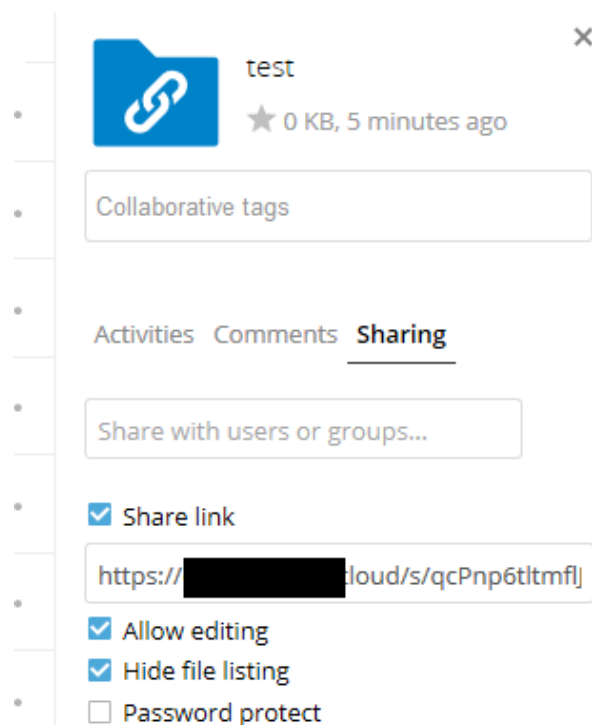 test
0 KB, 5 minutes ago
Collaborative tags
Activities Comments Sharing
Share with users or groups...
Share link
https:// loud/s/qcPnp6tltmflJ
Allow editing
Hide file listing
Password protect